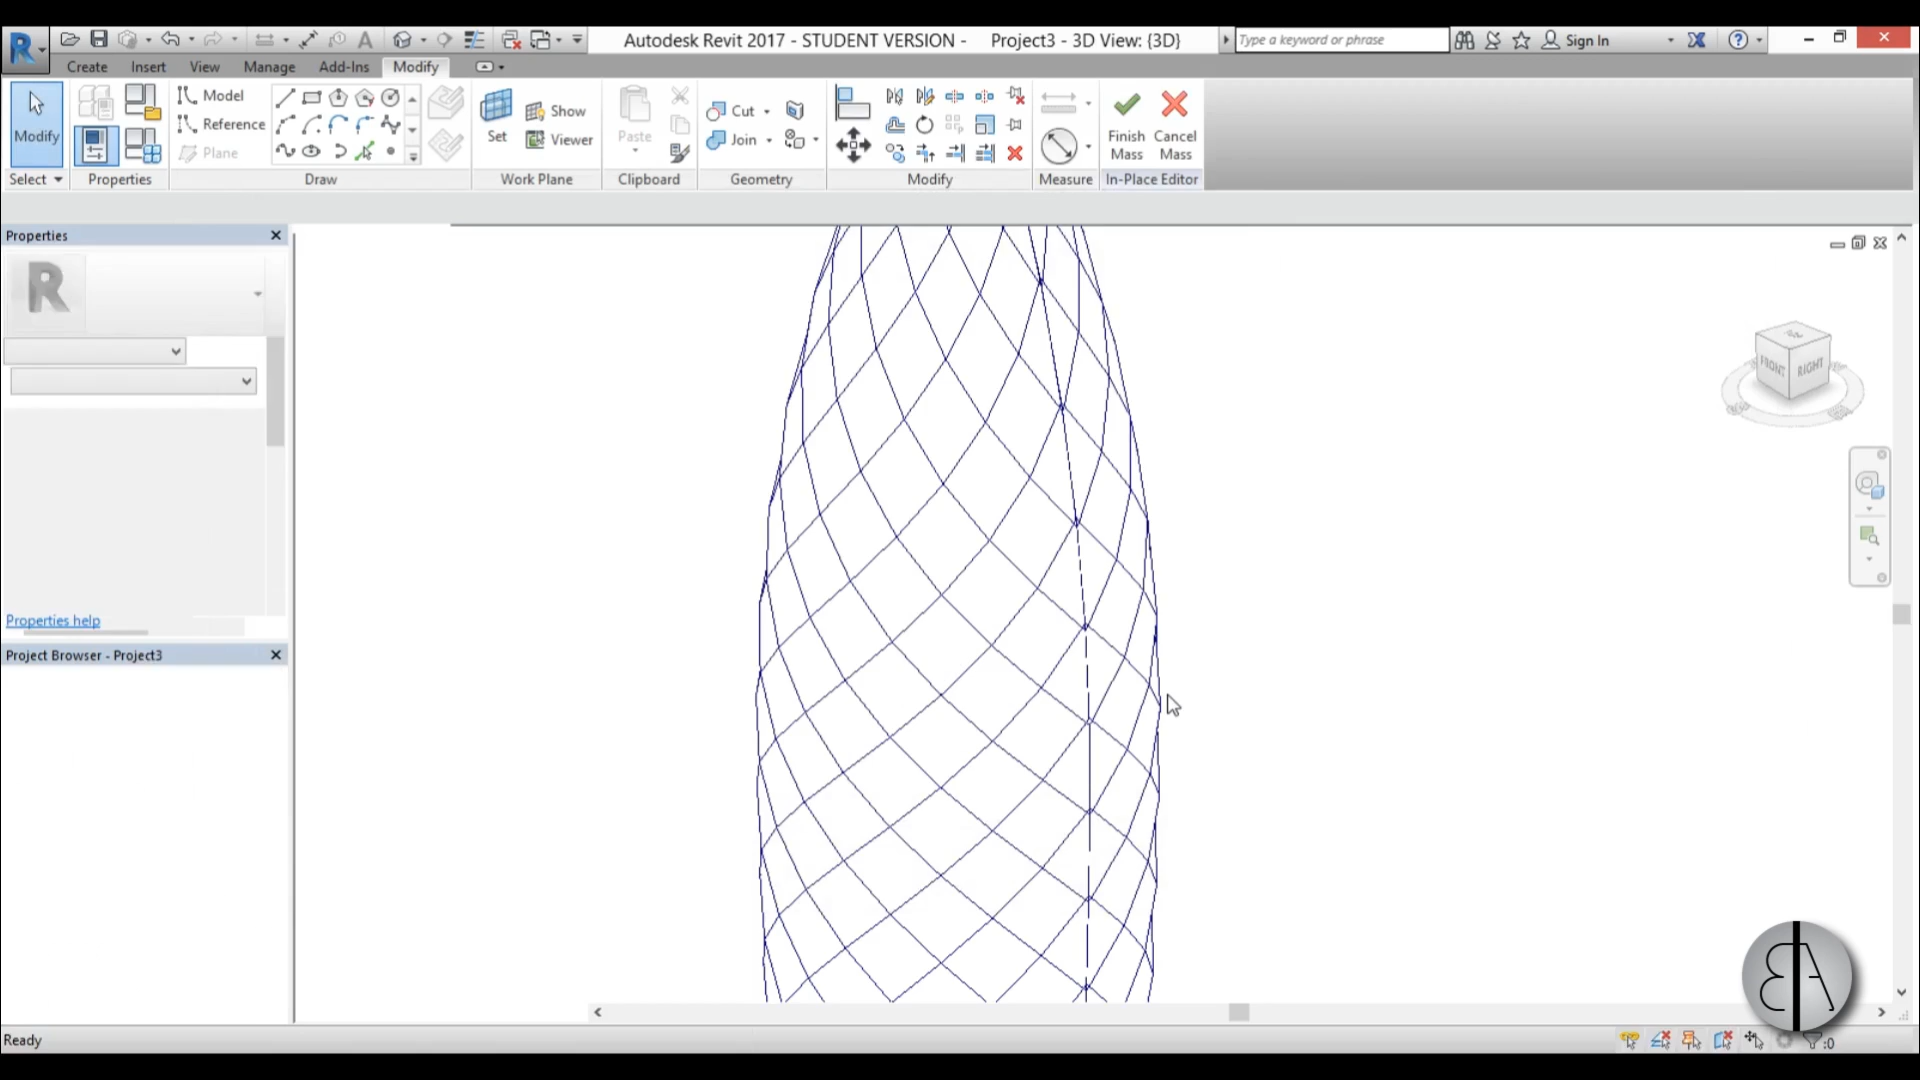 Autodesk Revit 2017 - STUDENT VERSION - Project3 - 3D View: {3D}
Type a keyword or phrase
Sign In
Create Insert View Manage Add-Ins Modify
Modify
Model
Reference
Plane
Set
Show
Viewer
Paste
Cut
Join
Finish Mass
Cancel Mass
Select Properties Draw Work Plane Clipboard Geometry Modify Measure In-Place Editor
Properties
FRONT
RIGHT
Properties help
Project Browser - Project3
Ready
:0